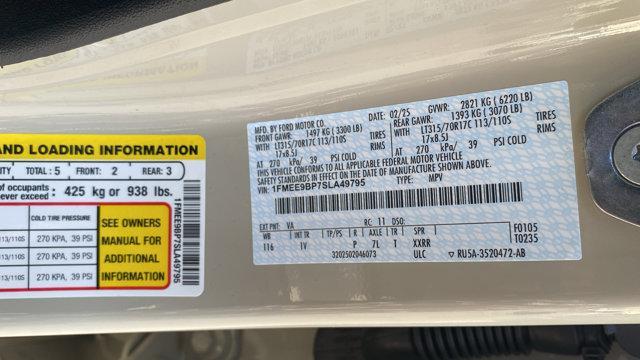 AND LOADING INFORMATION
TOTAL: 5 FRONT: 2 REAR: 3
of occupants
exceed: 425 kg or 938 lbs.
COLD TIRE PRESSURE
113/110S 270 KPA, 39 PSI
113/110S 270 KPA, 39 PSI
270 KPA, 39 PSI
SEE OWNERS
MANUAL FOR
ADDITIONAL
INFORMATION
1FMEE9BP7SLA49795
MFD. BY FORD MOTOR CO.
02/25 GVWR: 2821 KG ( 6220 LB)
FRONT GAWR: 1497 KG ( 3300 LB)
REAR GAWR: 1393 KG ( 3070 LB)
LT315/70R17C 113/110S TIRES
17x8.5J RIMS
AT 270 kPa/ 39 PSI COLD
LT315/70R17C 113/110S TIRES
17x8.5J RIMS
AT 270 kPa/ 39 PSI COLD
THIS VEHICLE CONFORMS TO ALL APPLICABLE FEDERAL MOTOR VEHICLE
SAFETY STANDARDS IN EFFECT ON THE DATE OF MANUFACTURE SHOWN ABOVE.
VIN: 1FMEE9BP7SLA49795
TYPE: MPV
EXT PNT: VA RC: 11 DSO: F0105
WB INT TR TP/PS R AXLE TR SPR T0235
116 1V P 7L T XXRR
3202502046073 ULC ▽ RU5A-3520472-AB